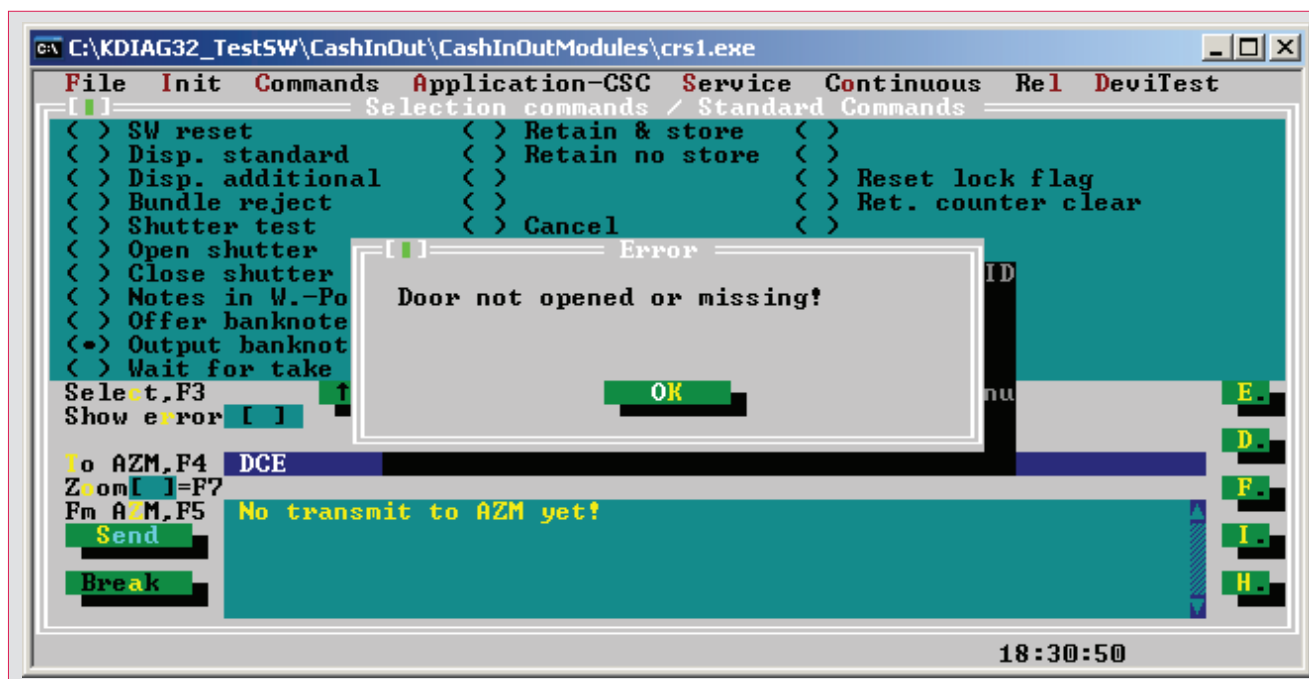 C:\KDIAG32_TestSW\CashInOut\CashInOutModules\crs1.exe
File Init Commands Application-CSC Service Continuous Rel DeviTest
[▮] Selection commands / Standard Commands
( ) SW reset ( ) Retain & store ( )
( ) Disp. standard ( ) Retain no store ( )
( ) Disp. additional ( ) ( ) Reset lock flag
( ) Bundle reject ( ) ( ) Ret. counter clear
( ) Shutter test ( ) Cancel ( )
( ) Open shutter
( ) Close shutter ID
( ) Notes in W.-Po
( ) Offer banknote
(•) Output banknot
( ) Wait for take
[▮] Error
Door not opened or missing!
OK
Select,F3 ↑ nu E.
Show error [ ]
D.
To AZM,F4 DCE
Zoom[ ]=F7
F.
Fm AZM,F5 No transmit to AZM yet!
Send I.
Break H.
18:30:50